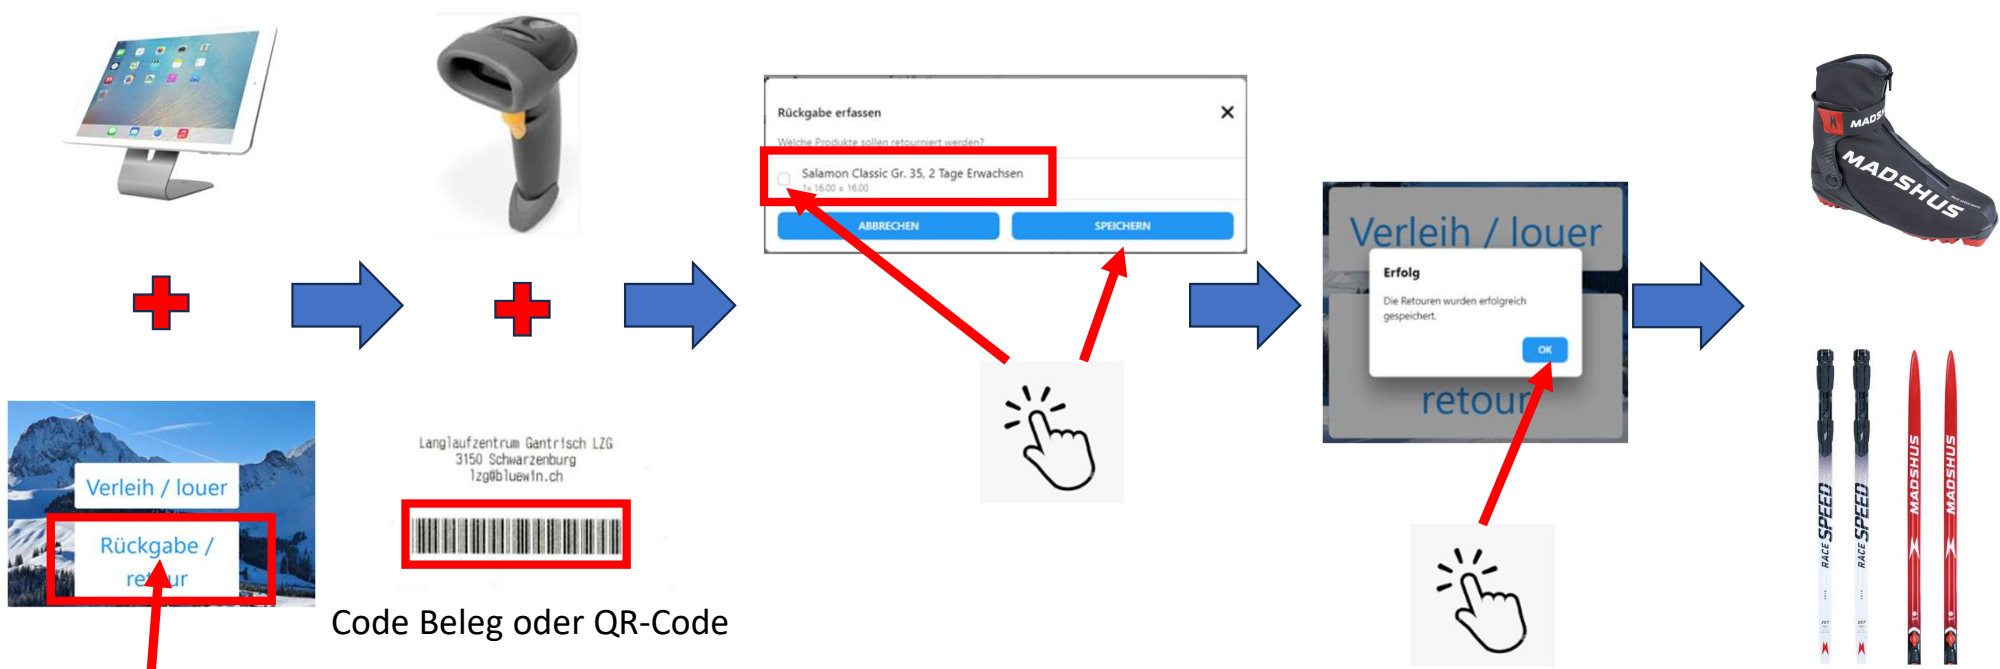 Verleih / louer
Rückgabe /
retour
Langlaufzentrum Gantrisch LZG
3150 Schwarzenburg
lzg@bluewin.ch
Code Beleg oder QR-Code
Rückgabe erfassen
Welche Produkte sollen retourniert werden?
Salamon Classic Gr. 35, 2 Tage Erwachsen
1x 16.00 = 16.00
ABBRECHEN
SPEICHERN
Verleih / louer
Erfolg
Die Retouren wurden erfolgreich
gespeichert.
OK
retour
MADSHUS
RACE SPEED
RACE SPEED
MADSHUS
MADSHUS